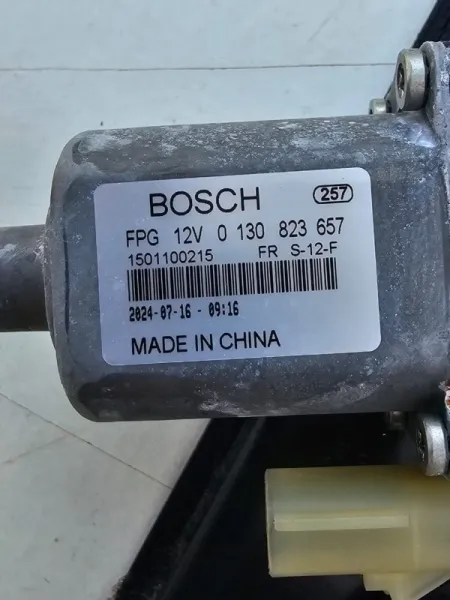 BOSCH 257
FPG 12V 0 130 823 657
1501100215 FR S-12-F
2024-07-16 - 09:16
MADE IN CHINA